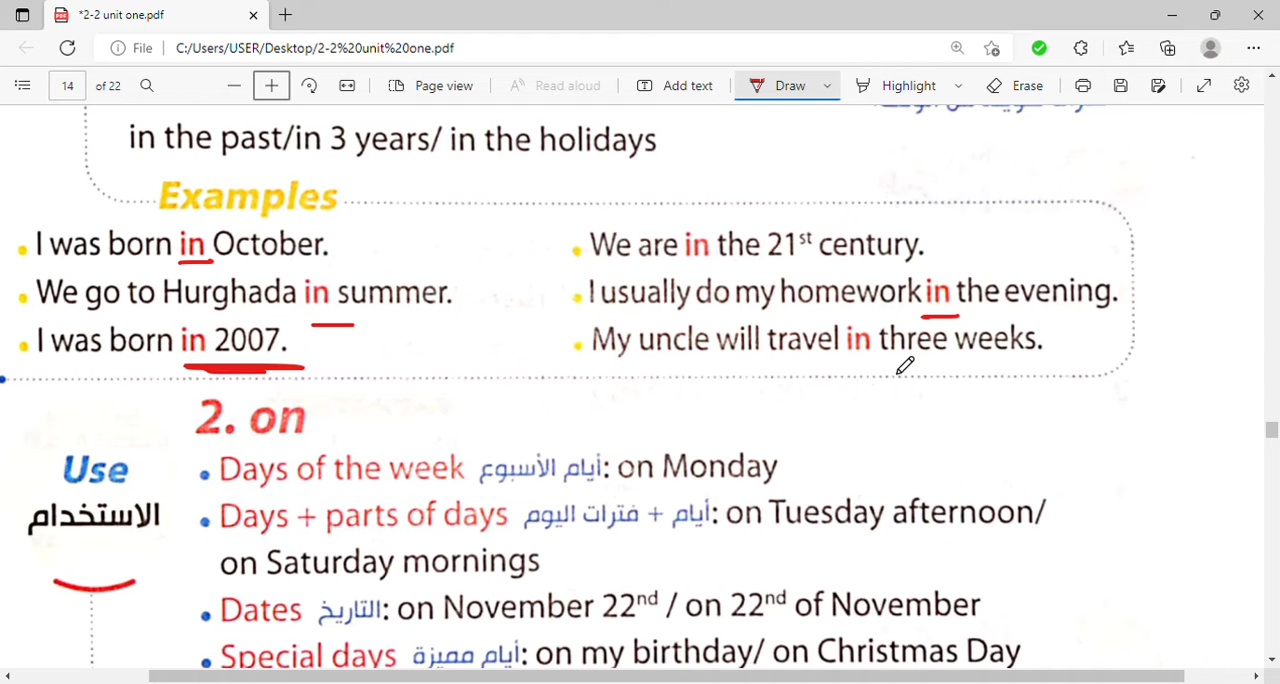 *2-2 unit one.pdf
File C:/Users/USER/Desktop/2-2%20unit%20one.pdf
14 of 22 Page view Read aloud Add text Draw Highlight Erase
in the past/in 3 years/ in the holidays
Examples
I was born in October.
We go to Hurghada in summer.
I was born in 2007.
We are in the 21st century.
I usually do my homework in the evening.
My uncle will travel in three weeks.
2. on
Use
الاستخدام
• Days of the week أيام الأسبوع: on Monday
• Days + parts of days أيام + فترات اليوم: on Tuesday afternoon/
on Saturday mornings
• Dates التاريخ: on November 22nd / on 22nd of November
• Special days أيام مميزة: on my birthday/ on Christmas Day